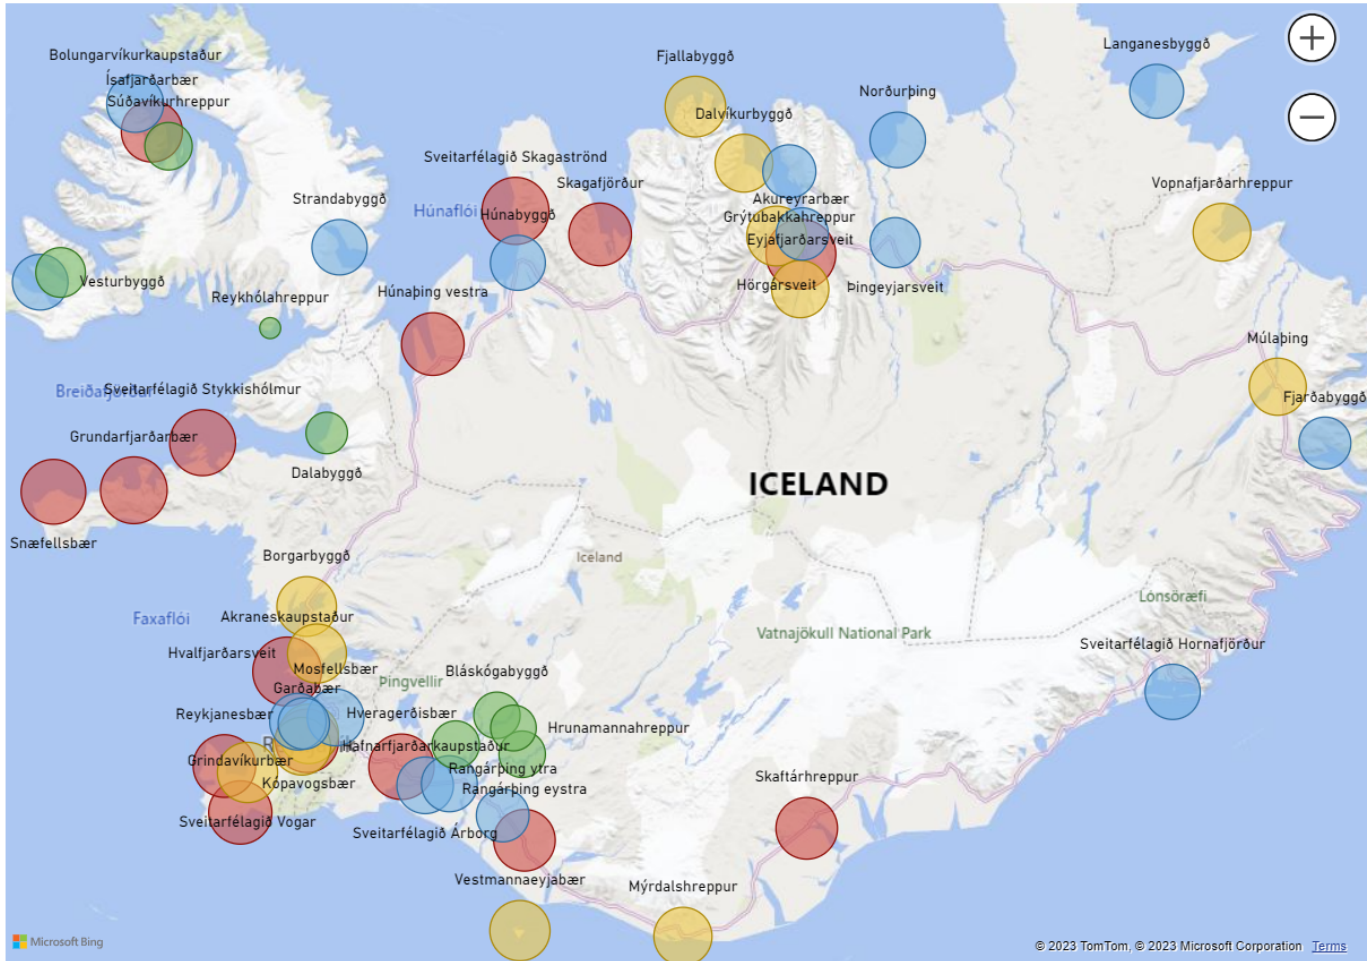 Bolungarvíkurkaupstaður
Ísafjarðarbær
Súðavíkurhreppur
Fjallabyggð
Langanesbyggð
Norðurþing
Dalvíkurbyggð
Sveitarfélagið Skagaströnd
Skagafjörður
Vopnafjarðarhreppur
Strandabyggð
Húnaflói
Húnabyggð
Akureyrarbær
Grýtubakkahreppur
Eyjafjarðarsveit
Vesturbyggð
Reykhólahreppur
Húnaþing vestra
Hörgársveit
Þingeyjarsveit
Múlaþing
Fjarðabyggð
Sveitarfélagið Stykkishólmur
Grundarfjarðarbær
Dalabyggð
ICELAND
Snæfellsbær
Borgarbyggð
Iceland
Lónsöræfi
Faxaflói
Akraneskaupstaður
Vatnajökull National Park
Sveitarfélagið Hornafjörður
Hvalfjarðarsveit
Mosfellsbær
Þingvellir
Bláskógabyggð
Garðabær
Reykjanesbær
Hveragerðisbær
Hrunamannahreppur
Hafnarfjarðarkaupstaður
Grindavíkurbær
Rangárþing ytra
Kópavogsbær
Rangárþing eystra
Skaftárhreppur
Sveitarfélagið Vogar
Sveitarfélagið Árborg
Vestmannaeyjabær
Mýrdalshreppur
Microsoft Bing
© 2023 TomTom, © 2023 Microsoft Corporation Terms